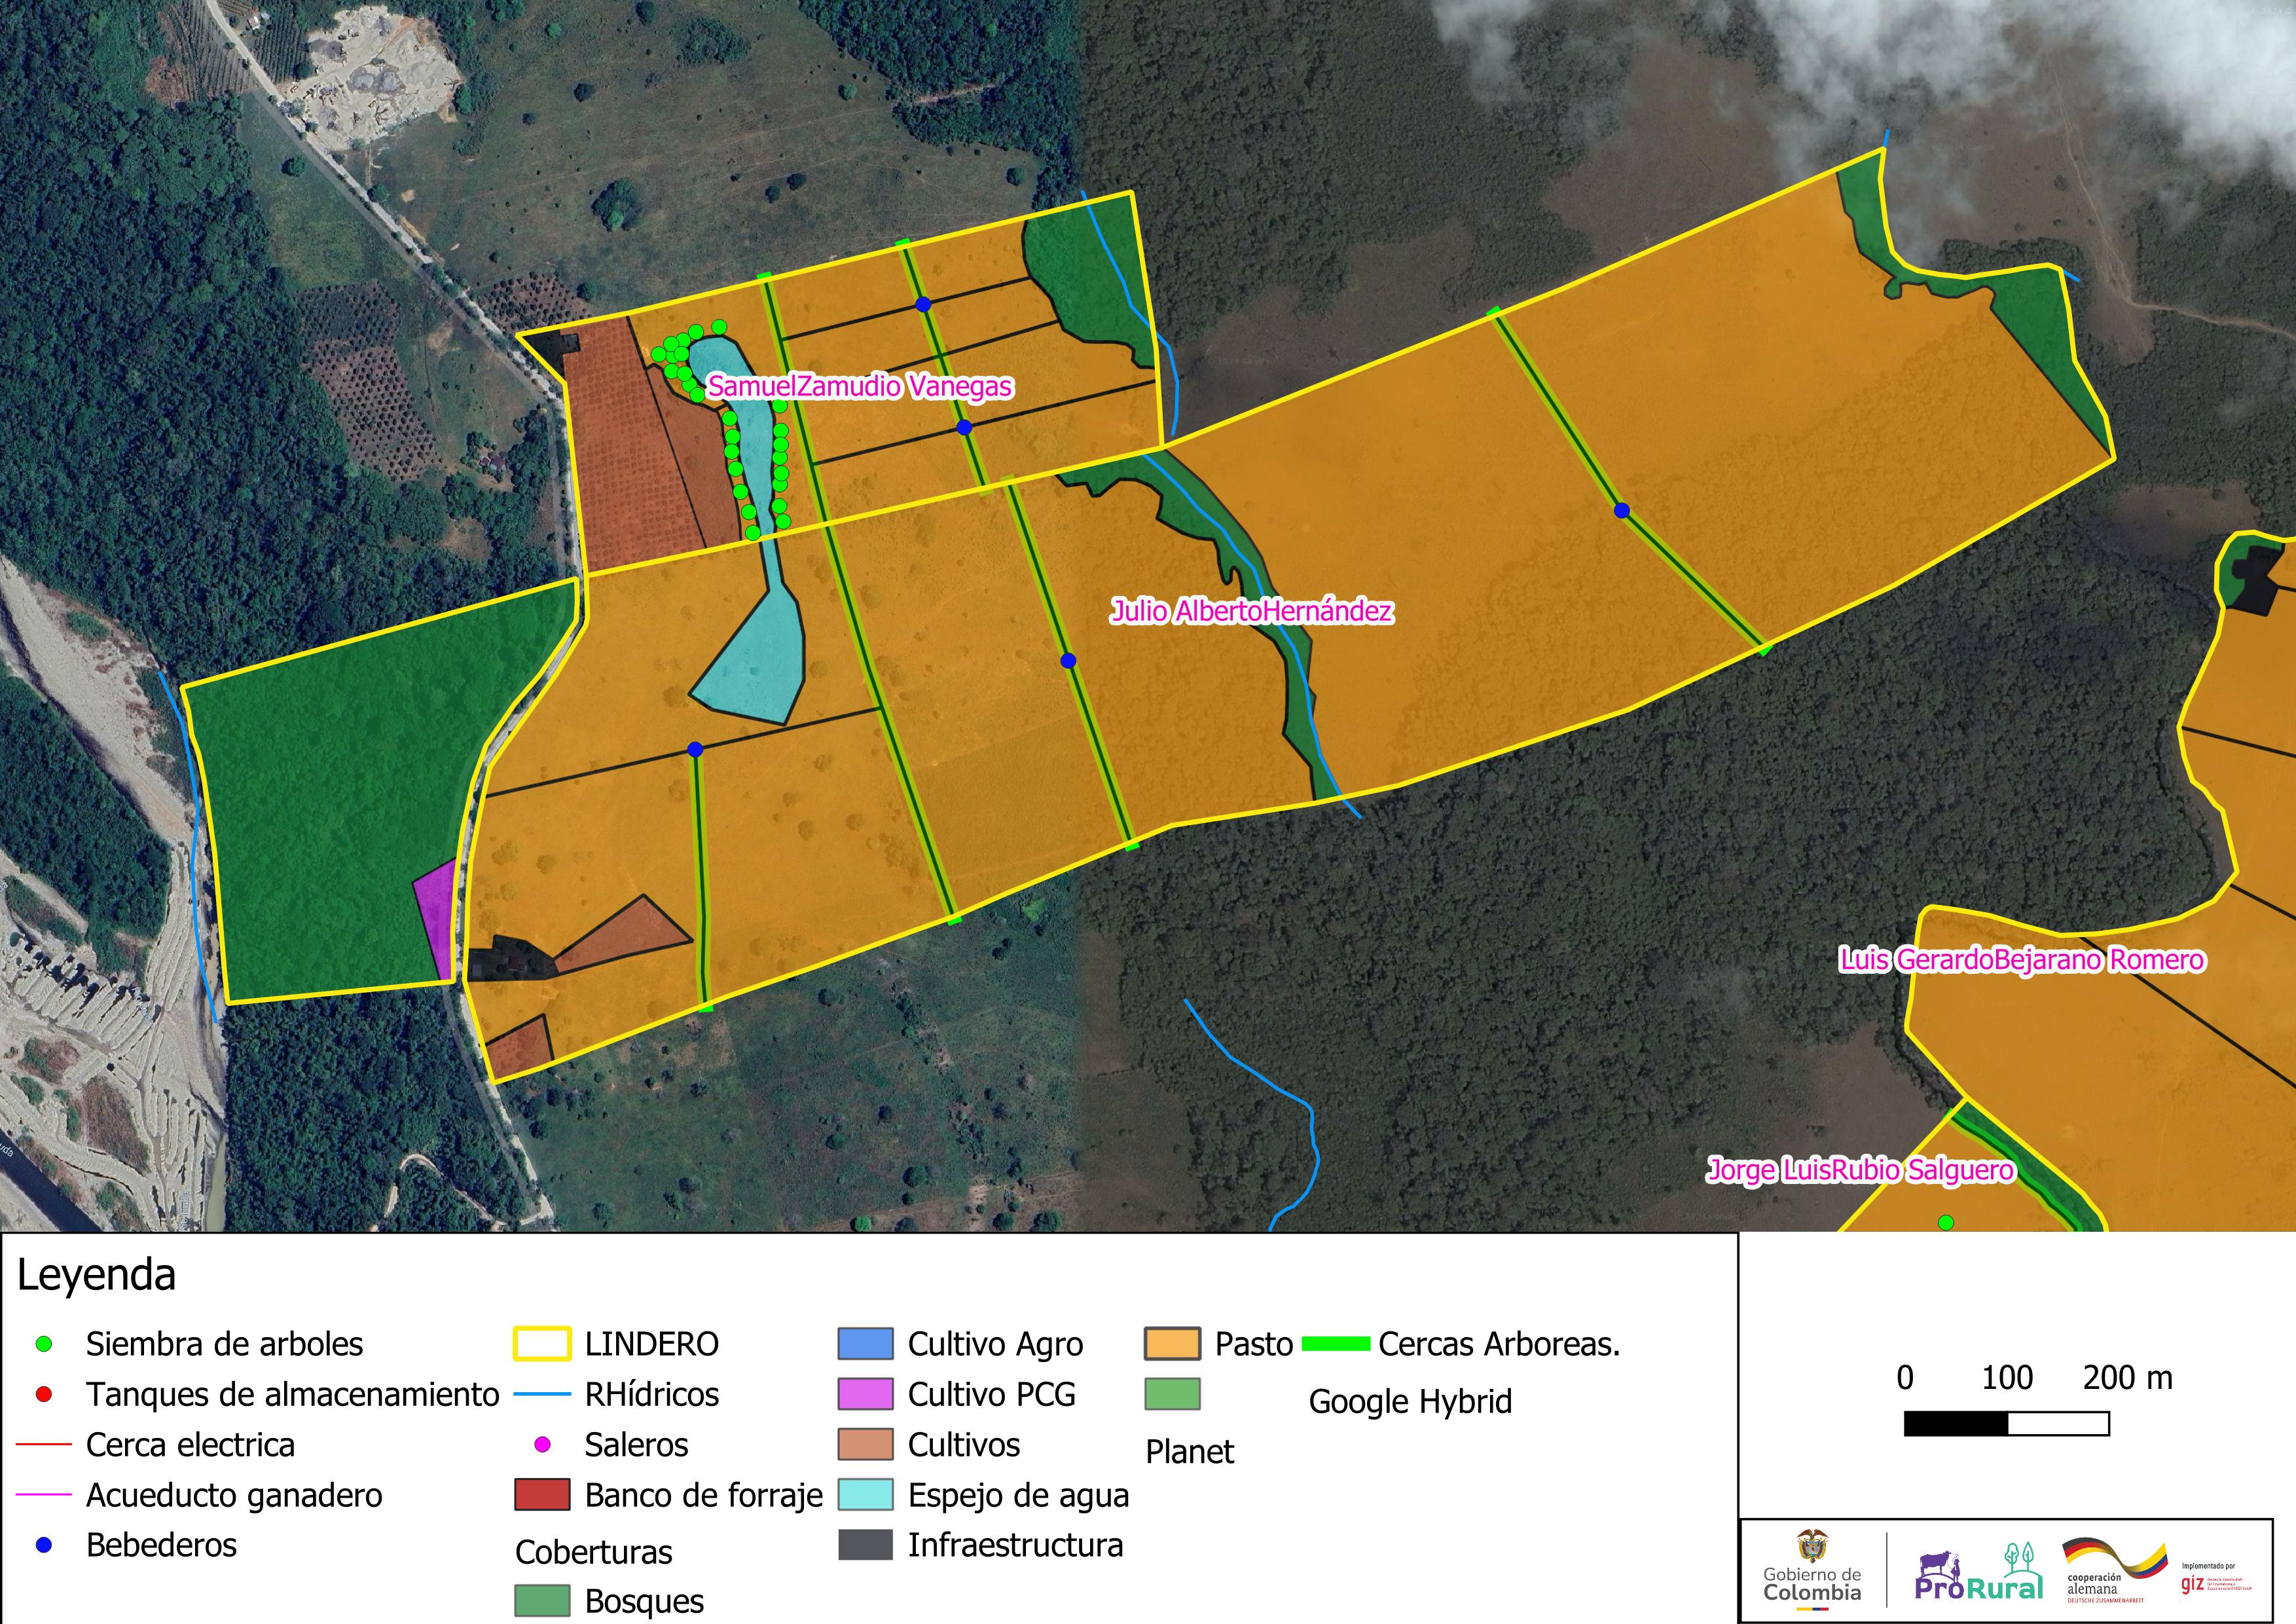 SamuelZamudio Vanegas
Julio AlbertoHernández
Luis GerardoBejarano Romero
Jorge LuisRubio Salguero
Leyenda
Siembra de arboles
Tanques de almacenamiento
Cerca electrica
Acueducto ganadero
Bebederos
LINDERO
RHídricos
Saleros
Banco de forraje
Coberturas
Bosques
Cultivo Agro
Cultivo PCG
Cultivos
Espejo de agua
Infraestructura
Pasto
Planet
Cercas Arboreas.
Google Hybrid
0 100 200 m
Gobierno de
Colombia
ProRural
cooperación
alemana
DEUTSCHE ZUSAMMENARBEIT
Implementado por
giz